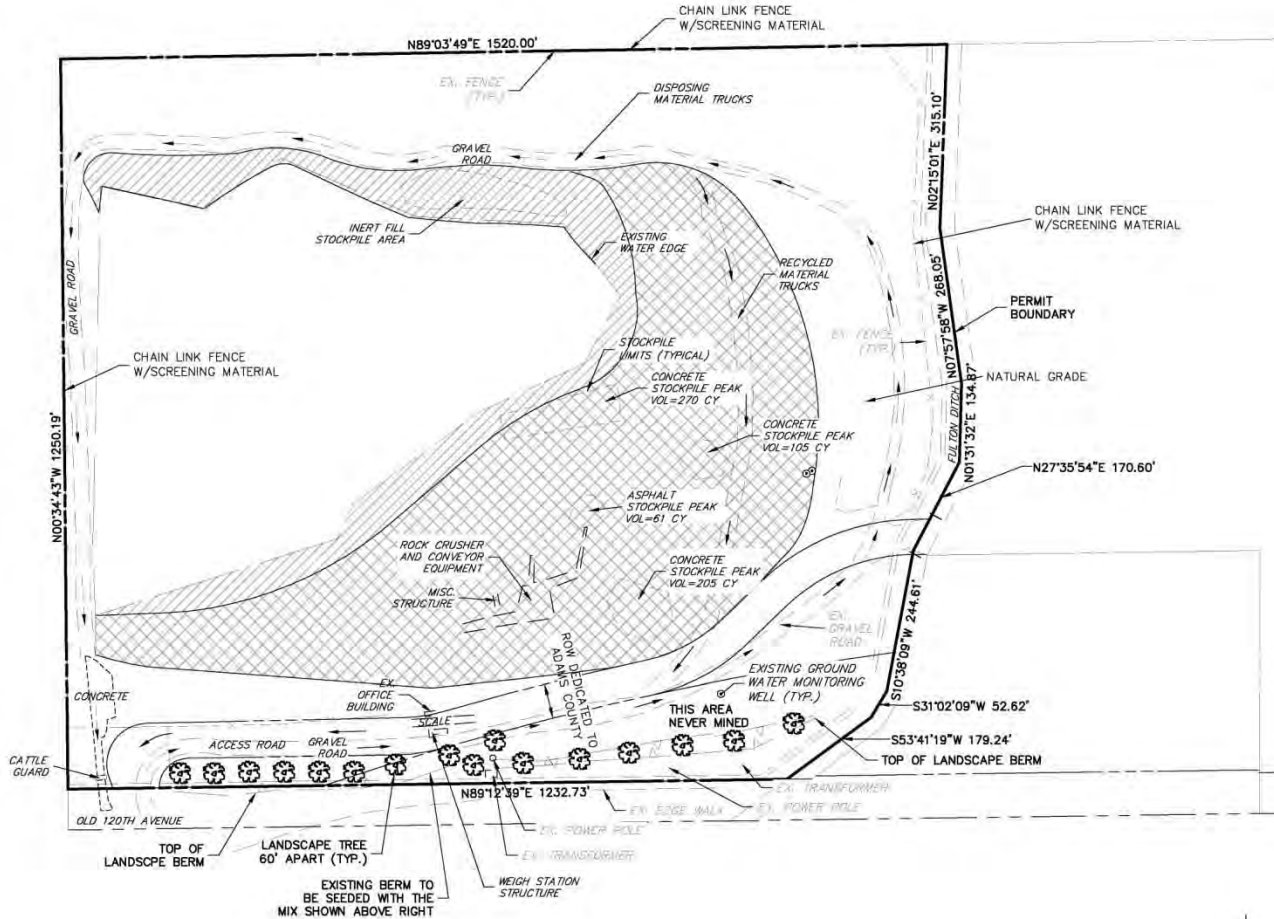 CHAIN LINK FENCE
W/SCREENING MATERIAL
N89°03'49"E 1520.00'
EX. FENCE
(TYP.)
DISPOSING
MATERIAL TRUCKS
GRAVEL
ROAD
N02°15'01"E 315.10'
CHAIN LINK FENCE
W/SCREENING MATERIAL
INERT FILL
STOCKPILE AREA
EXISTING
WATER EDGE
RECYCLED
MATERIAL
TRUCKS
GRAVEL ROAD
N07°57'58"W 268.05'
PERMIT
BOUNDARY
EX. FENCE
(TYP.)
CHAIN LINK FENCE
W/SCREENING MATERIAL
STOCKPILE
LIMITS (TYPICAL)
CONCRETE
STOCKPILE PEAK
VOL=270 CY
NATURAL GRADE
N00°34'43"W 1250.19'
CONCRETE
STOCKPILE PEAK
VOL=105 CY
FULTON DITCH
N01°31'32"E 134.87'
N27°35'54"E 170.60'
ASPHALT
STOCKPILE PEAK
VOL=61 CY
ROCK CRUSHER
AND CONVEYOR
EQUIPMENT
CONCRETE
STOCKPILE PEAK
VOL=205 CY
MISC.
STRUCTURE
EX.
GRAVEL
ROAD
S10°38'09"W 244.61'
ROW DEDICATED TO
ADAMS COUNTY
EXISTING GROUND
WATER MONITORING
WELL (TYP.)
CONCRETE
EX.
OFFICE
BUILDING
SCALE
THIS AREA
NEVER MINED
S31°02'09"W 52.62'
S53°41'19"W 179.24'
ACCESS ROAD
GRAVEL
ROAD
TOP OF LANDSCAPE BERM
CATTLE
GUARD
N89°12'39"E 1232.73'
EX. TRANSFORMER
EX. EDGE WALK
EX. POWER POLE
OLD 120TH AVENUE
EX. POWER POLE
TOP OF
LANDSCPE BERM
LANDSCAPE TREE
60' APART (TYP.)
EX. TRANSFORMER
EXISTING BERM TO
BE SEEDED WITH THE
MIX SHOWN ABOVE RIGHT
WEIGH STATION
STRUCTURE